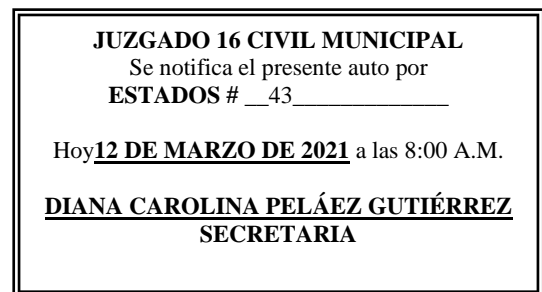 JUZGADO 16 CIVIL MUNICIPAL
Se notifica el presente auto por
ESTADOS # __43_____________
Hoy12 DE MARZO DE 2021 a las 8:00 A.M.
DIANA CAROLINA PELÁEZ GUTIÉRREZ
SECRETARIA